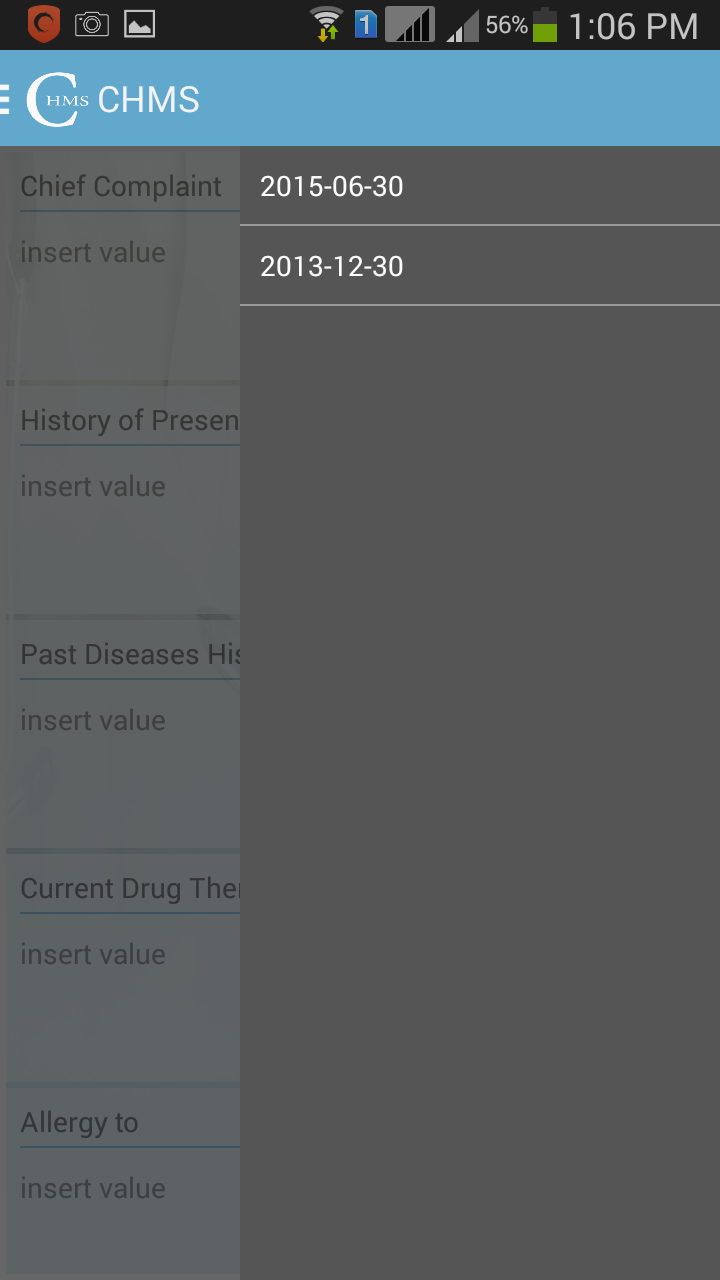 1
56%
1:06 PM
CHMS
CHMS
Chief Complaint
insert value
History of Presen
insert value
Past Diseases His
insert value
Current Drug Ther
insert value
Allergy to
insert value
2015-06-30
2013-12-30